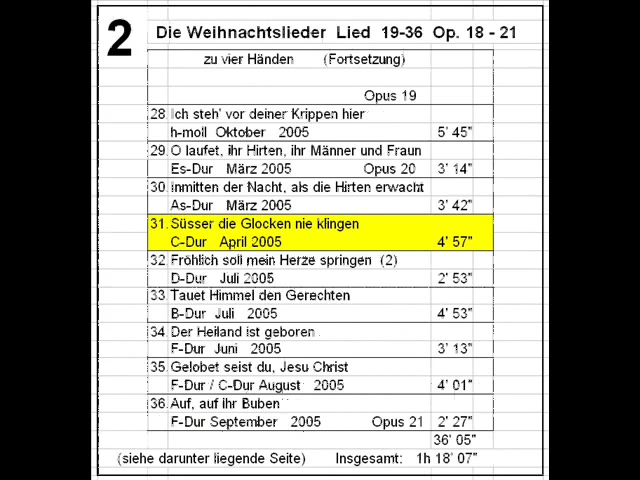 2 Die Weihnachtslieder Lied 19-36 Op. 18 - 21
zu vier Händen (Fortsetzung)
Opus 19
28. Ich steh' vor deiner Krippen hier
h-moll Oktober 2005 5' 45"
29. O laufet, ihr Hirten, ihr Männer und Fraun
Es-Dur März 2005 Opus 20 3' 14"
30. inmitten der Nacht, als die Hirten erwacht
As-Dur März 2005 3' 42"
31. Süsser die Glocken nie klingen
C-Dur April 2005 4' 57"
32. Fröhlich soll mein Herze springen (2)
D-Dur Juli 2005 2' 53"
33. Tauet Himmel den Gerechten
B-Dur Juli 2005 4' 53"
34. Der Heiland ist geboren
F-Dur Juni 2005 3' 13"
35. Gelobet seist du, Jesu Christ
F-Dur / C-Dur August 2005 4' 01"
36. Auf, auf ihr Buben
F-Dur September 2005 Opus 21 2' 27"
36' 05"
(siehe darunter liegende Seite) Insgesamt: 1h 18' 07"